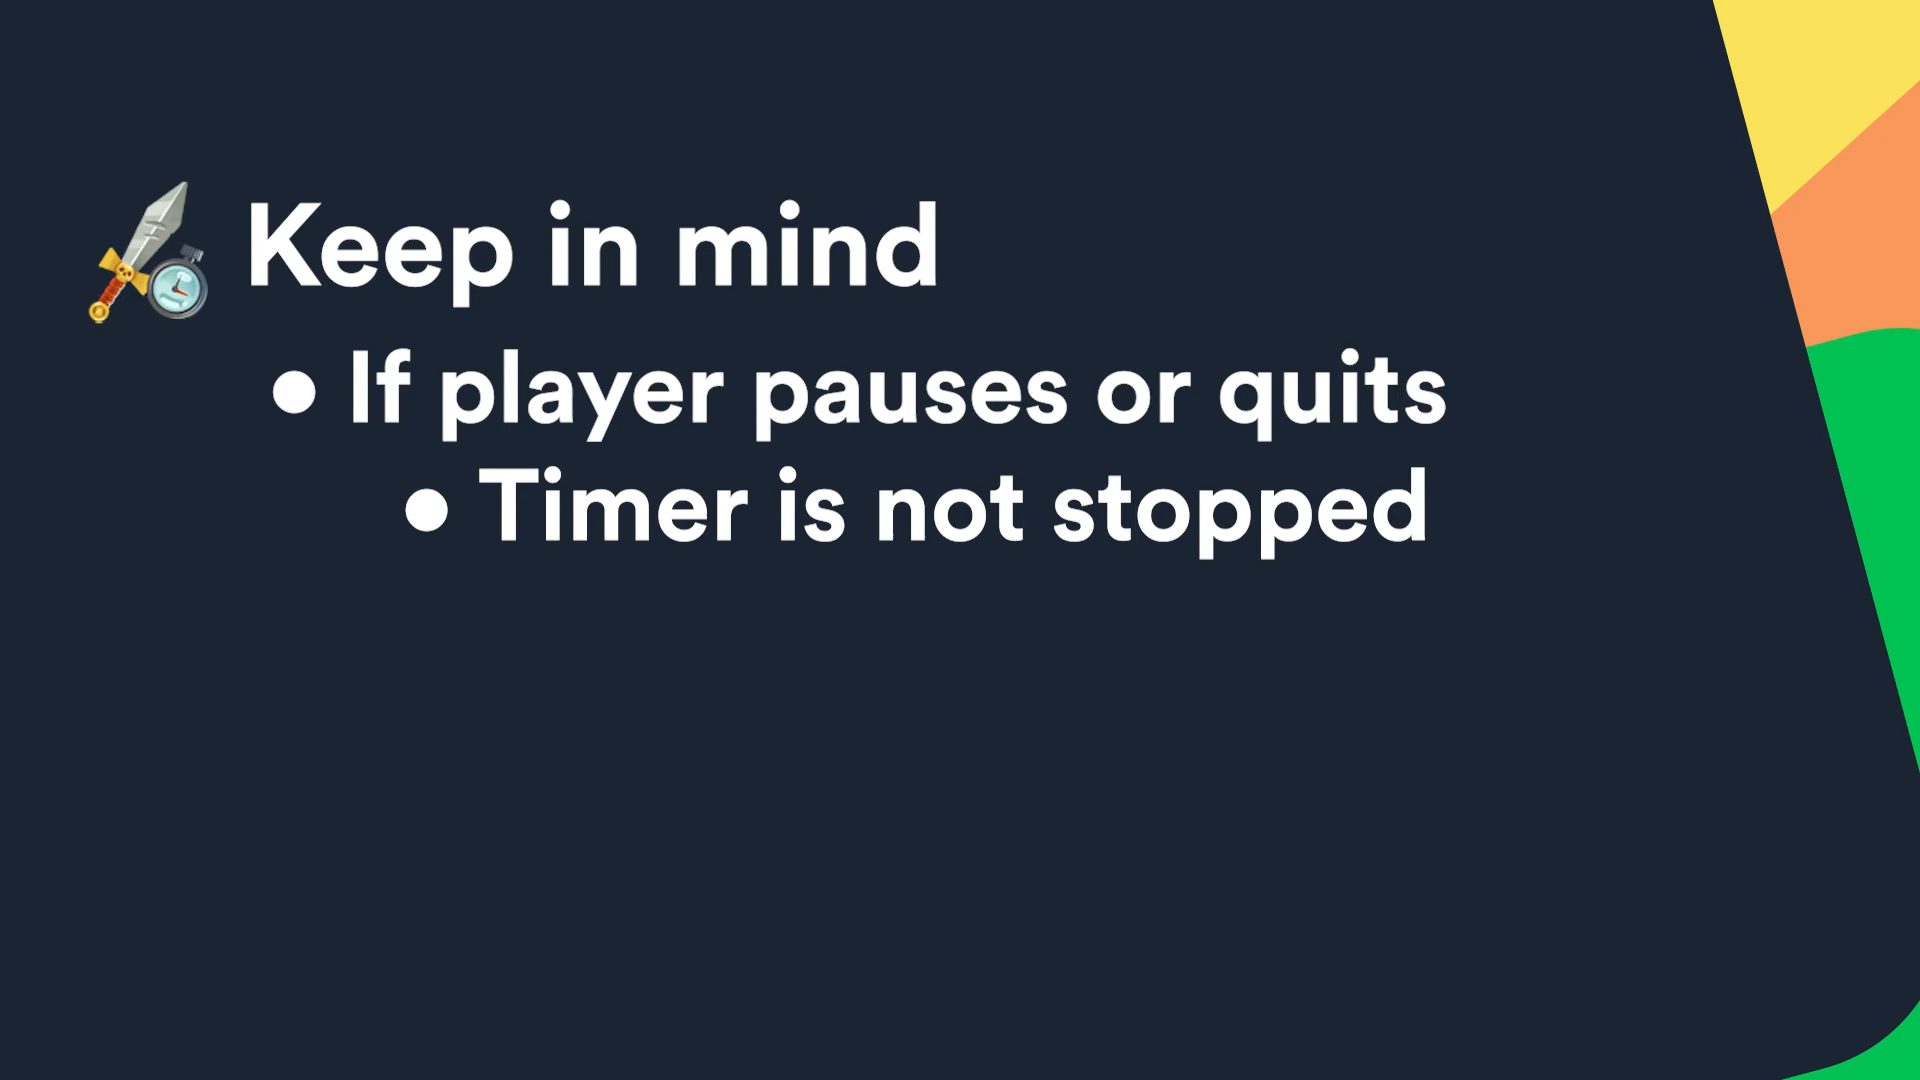 Keep in mind
• If player pauses or quits
• Timer is not stopped